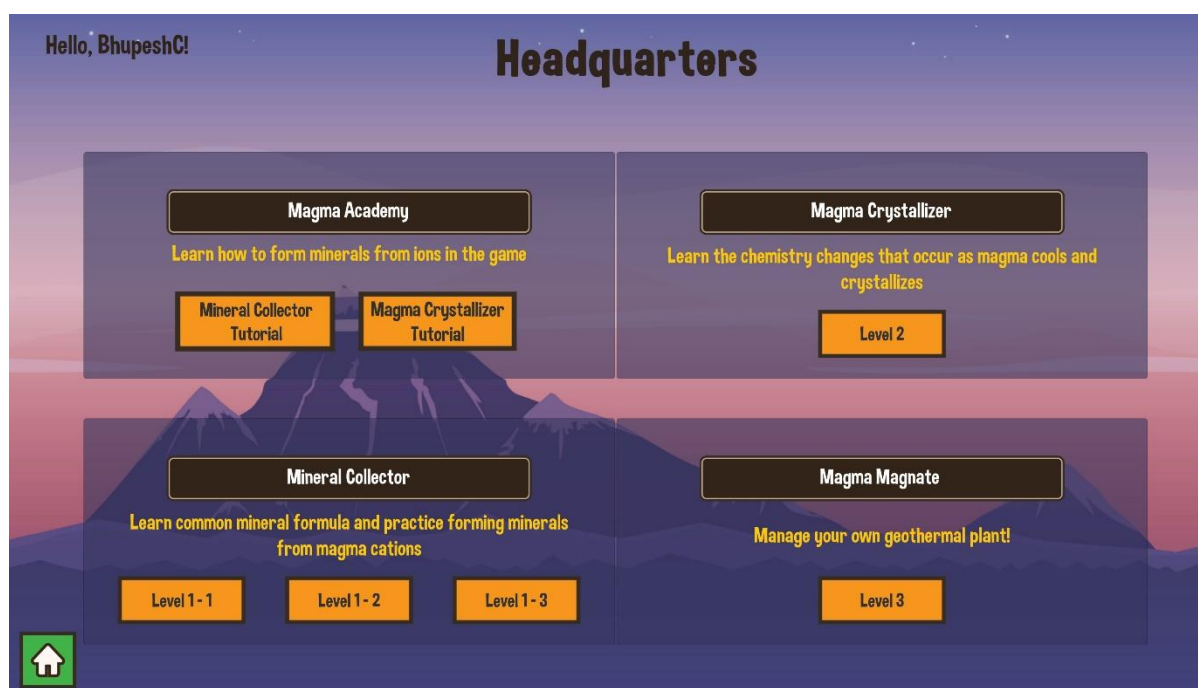 Hello, BhupeshC!
Headquarters
Magma Academy
Learn how to form minerals from ions in the game
Mineral Collector
Tutorial
Magma Crystallizer
Tutorial
Magma Crystallizer
Learn the chemistry changes that occur as magma cools and
crystallizes
Level 2
Mineral Collector
Learn common mineral formula and practice forming minerals
from magma cations
Level 1 - 1
Level 1 - 2
Level 1 - 3
Magma Magnate
Manage your own geothermal plant!
Level 3